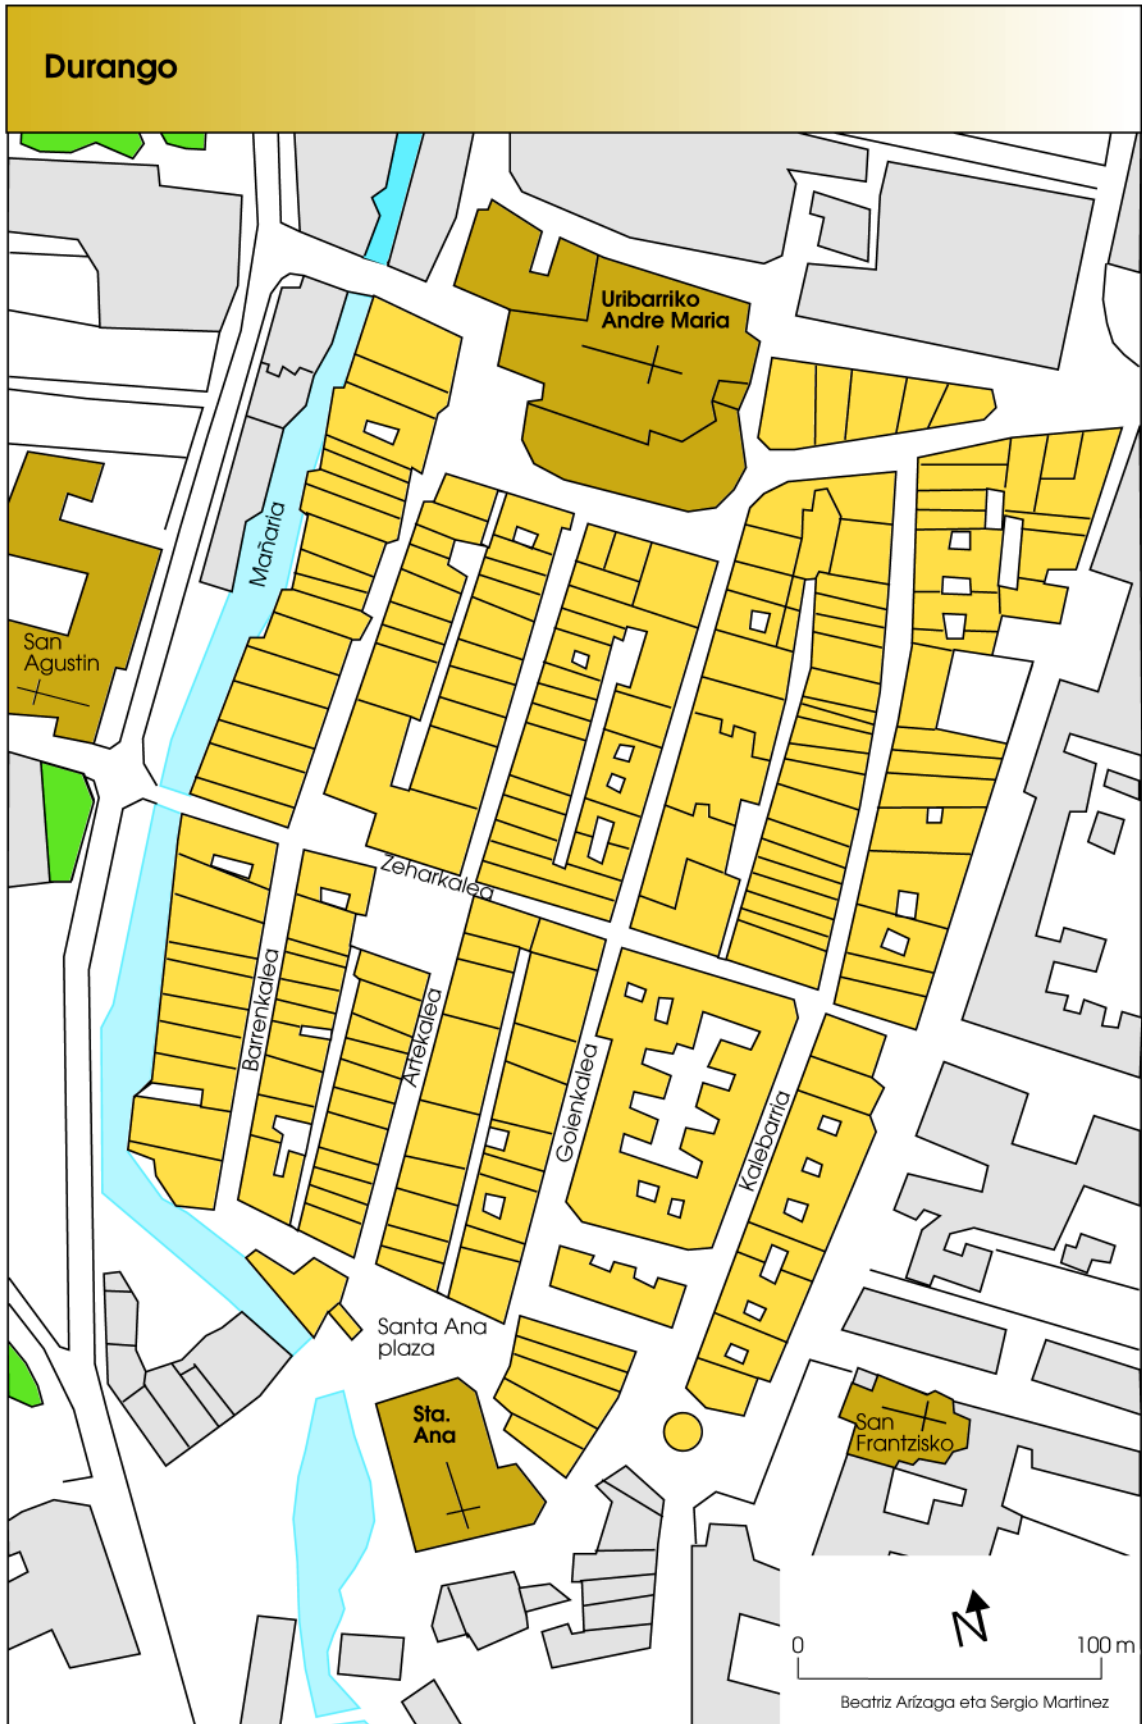 Durango
Uribarriko
Andre Maria
Mañaria
San
Agustin
Zeharkalea
Barrenkalea
Artekalea
Goienkalea
Kalebarria
Santa Ana
plaza
Sta.
Ana
San
Frantzisko
N
0 100 m
Beatriz Arízaga eta Sergio Martinez